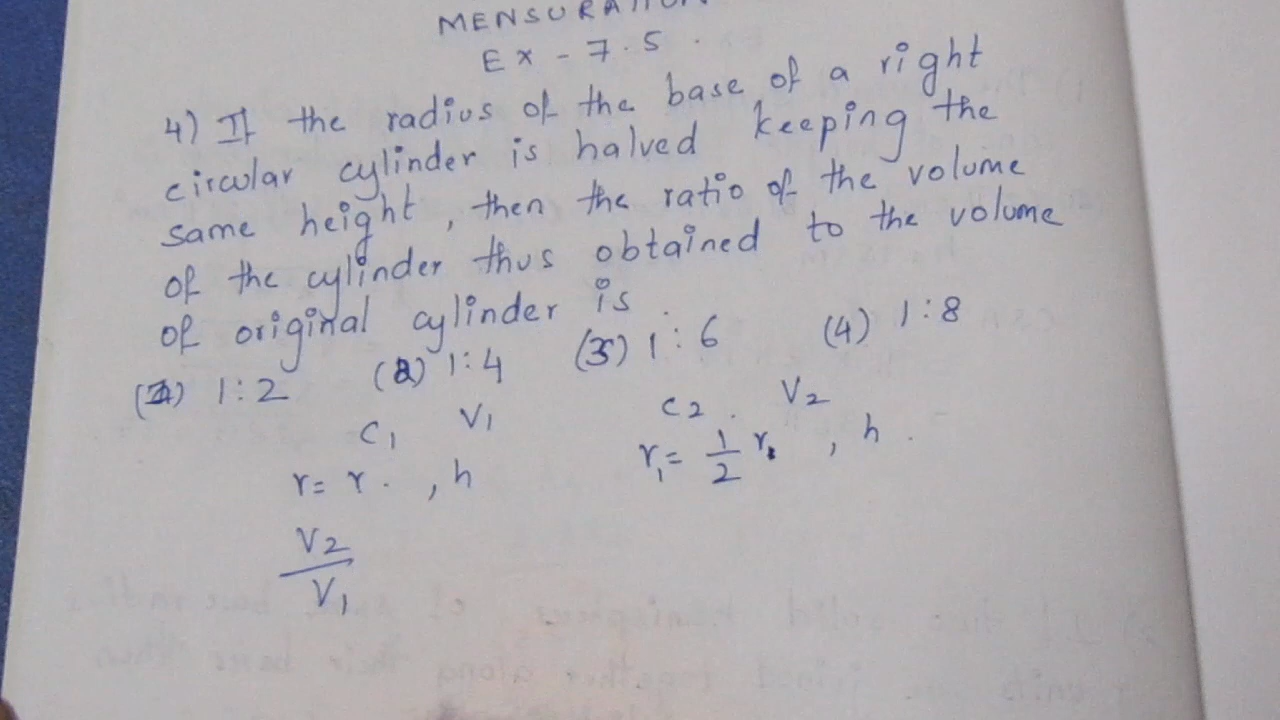 MENSURATION
Ex - 7.5.
4) If the radius of the base of a right
circular cylinder is halved keeping the
same height, then the ratio of the volume
of the cylinder thus obtained to the volume
of original cylinder is.
1:2 (2) 1:4 (3) 1:6 (4) 1:8
C1 V1 C2. V2
r= r. , h r1= 1/2 r , h.
V2
V1